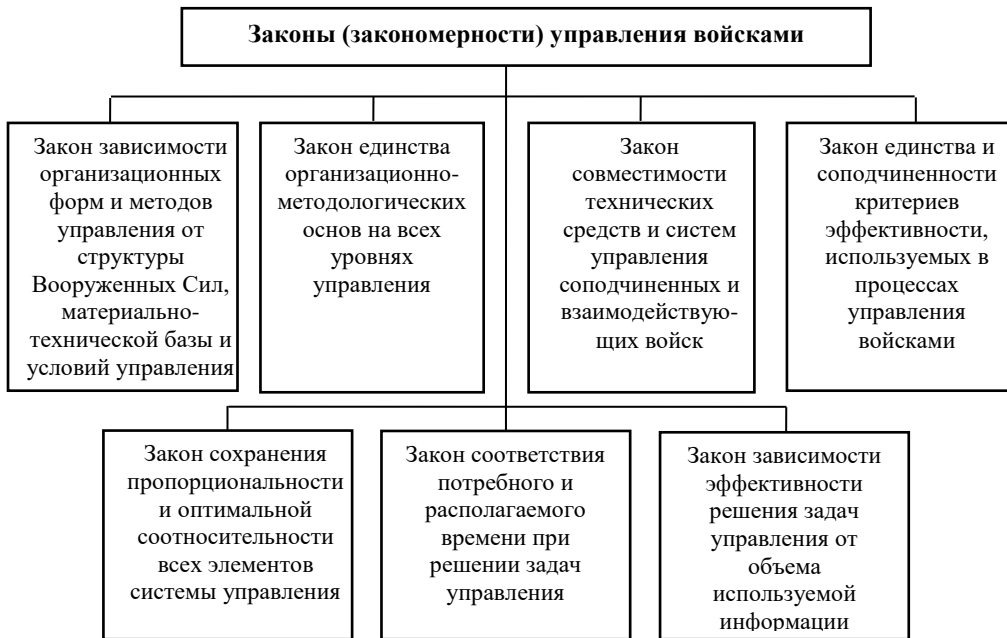 Законы (закономерности) управления войсками
Закон зависимости
организационных
форм и методов
управления от
структуры
Вооруженных Сил,
материально-
технической базы и
условий управления
Закон единства
организационно-
методологических
основ на всех
уровнях
управления
Закон
совместимости
технических
средств и систем
управления
соподчиненных и
взаимодействую-
щих войск
Закон единства и
соподчиненности
критериев
эффективности,
используемых в
процессах
управления
войсками
Закон сохранения
пропорциональности
и оптимальной
соотносительности
всех элементов
системы управления
Закон соответствия
потребного и
располагаемого
времени при
решении задач
управления
Закон зависимости
эффективности
решения задач
управления от
объема
используемой
информации